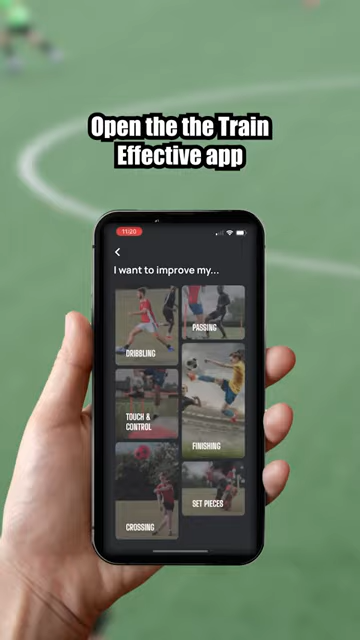 Open the the Train
Effective app
11:20
I want to improve my...
DRIBBLING
PASSING
TOUCH &
CONTROL
FINISHING
CROSSING
SET PIECES